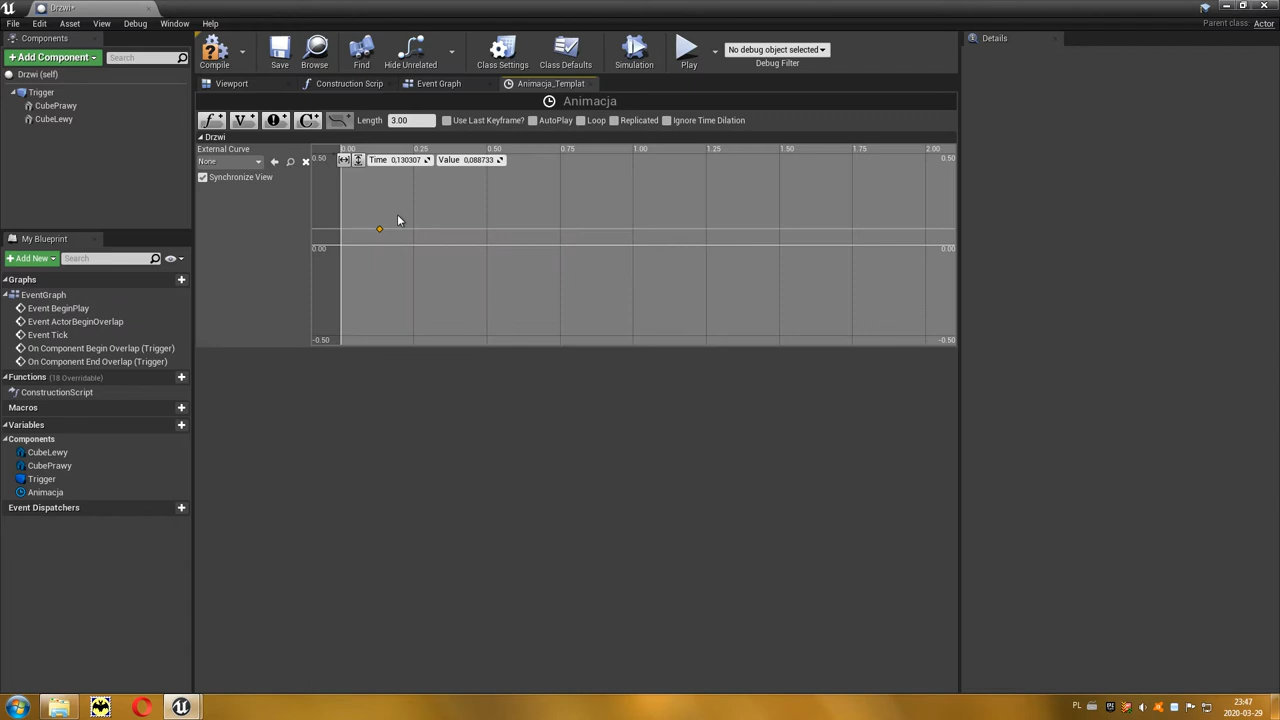 Drzwi*
File Edit Asset View Debug Window Help
Parent class: Actor
Components
+Add Component Search
Drzwi (self)
Trigger
CubePrawy
CubeLewy
Compile Save Browse Find Hide Unrelated Class Settings Class Defaults Simulation Play
No debug object selected
Debug Filter
Details
Viewport Construction Scrip Event Graph Animacja_Templat
Animacja
f+ V+ !+ C+ Length 3.00 Use Last Keyframe? AutoPlay Loop Replicated Ignore Time Dilation
Drzwi
External Curve
None
Synchronize View
0.00 0.25 0.50 0.75 1.00 1.25 1.50 1.75 2.00
0.50 Time 0,130307 Value 0,088733 0.50
0.00 0.00
-0.50 -0.50
My Blueprint
+Add New Search
Graphs
EventGraph
Event BeginPlay
Event ActorBeginOverlap
Event Tick
On Component Begin Overlap (Trigger)
On Component End Overlap (Trigger)
Functions (18 Overridable)
ConstructionScript
Macros
Variables
Components
CubeLewy
CubePrawy
Trigger
Animacja
Event Dispatchers
PL
23:47
2020-03-29